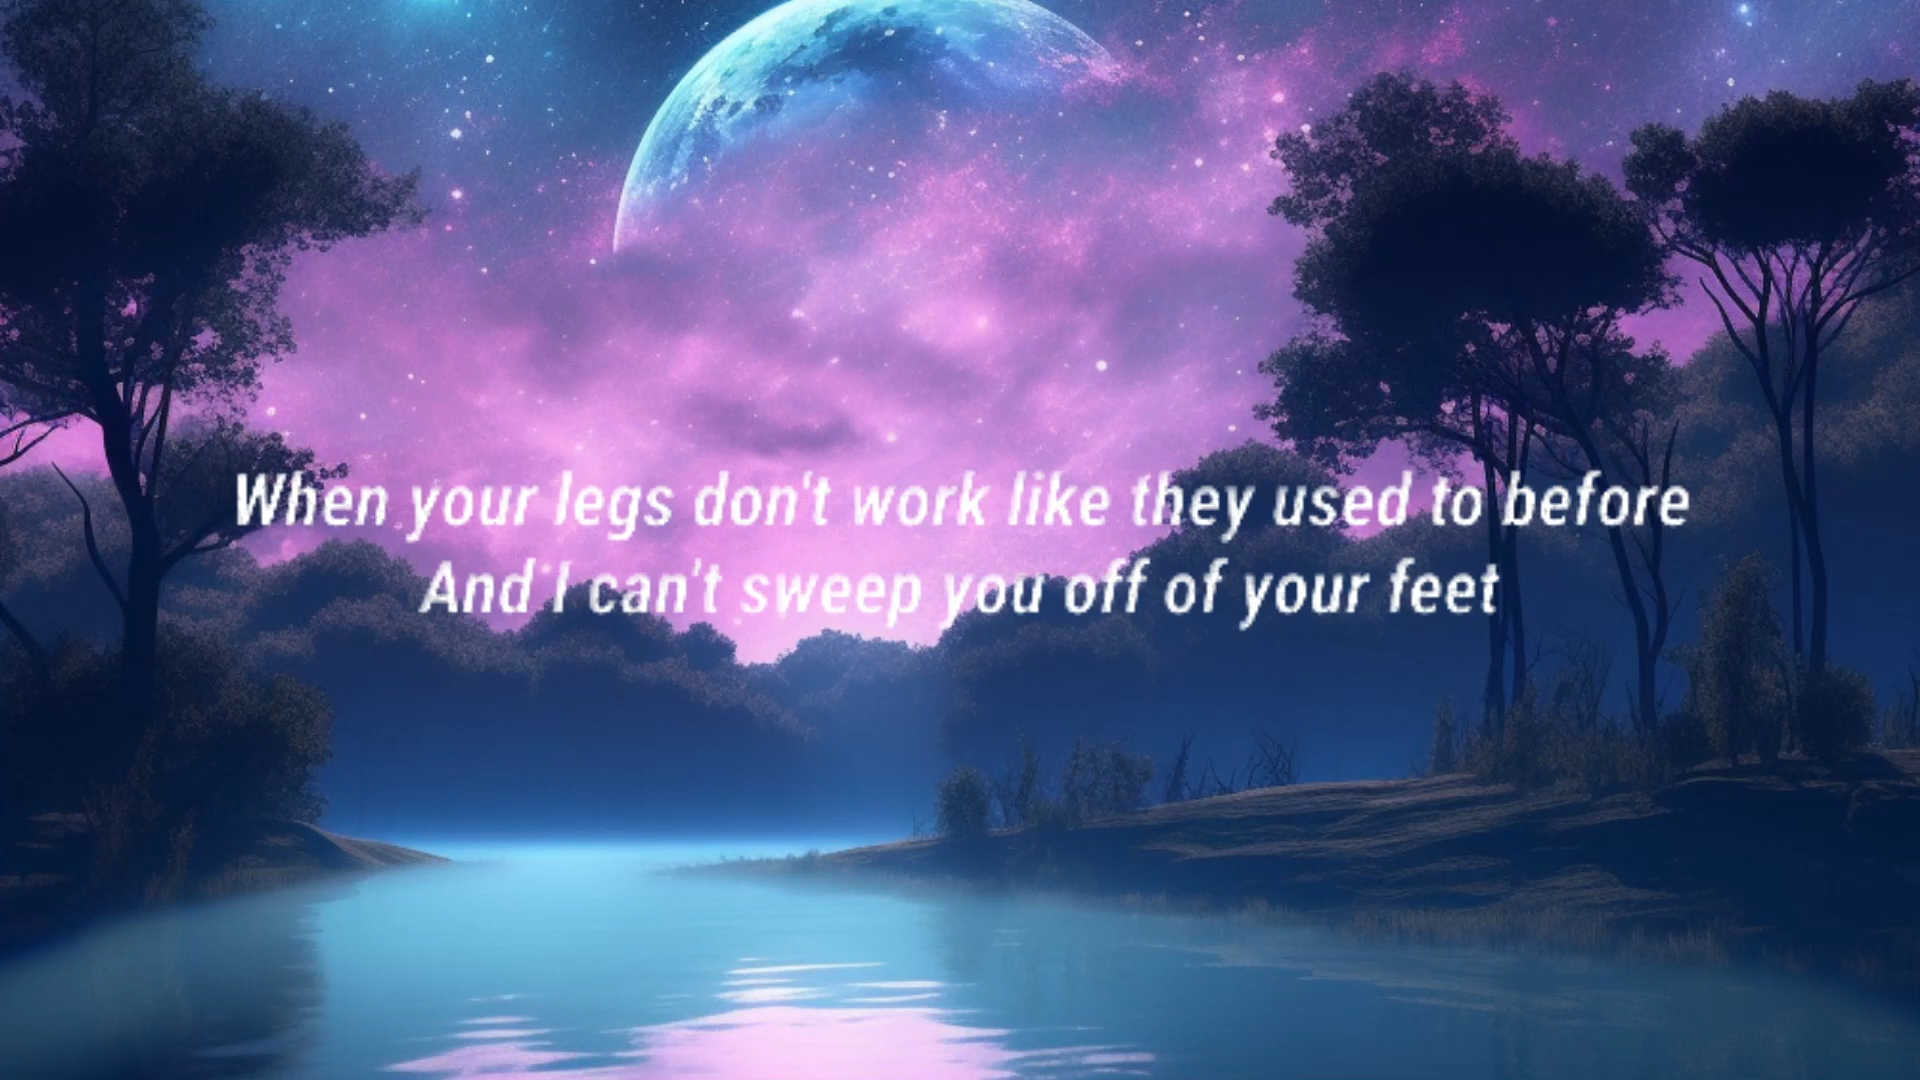 When your legs don't work like they used to before
And I can't sweep you off of your feet